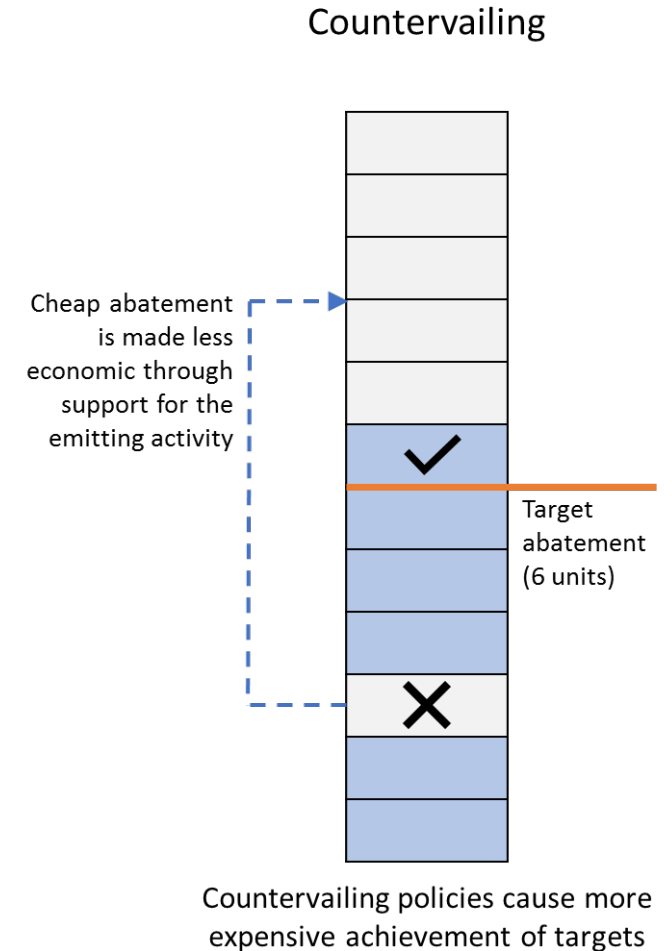 Countervailing
Cheap abatement
is made less
economic through
support for the
emitting activity
Target
abatement
(6 units)
Countervailing policies cause more
expensive achievement of targets